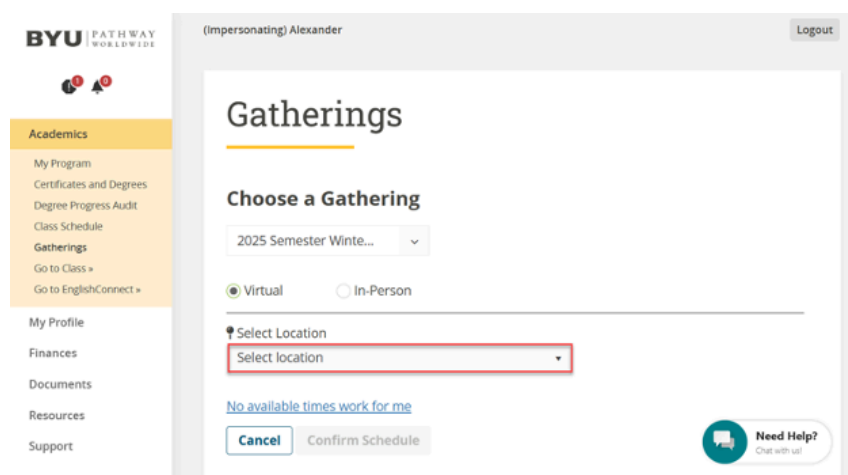 BYU PATHWAY WORLDWIDE
(Impersonating) Alexander
Logout
1
0
Academics
My Program
Certificates and Degrees
Degree Progress Audit
Class Schedule
Gatherings
Go to Class »
Go to EnglishConnect »
My Profile
Finances
Documents
Resources
Support
Gatherings
Choose a Gathering
2025 Semester Winte...
Virtual
In-Person
Select Location
Select location
No available times work for me
Cancel
Confirm Schedule
Need Help?
Chat with us!